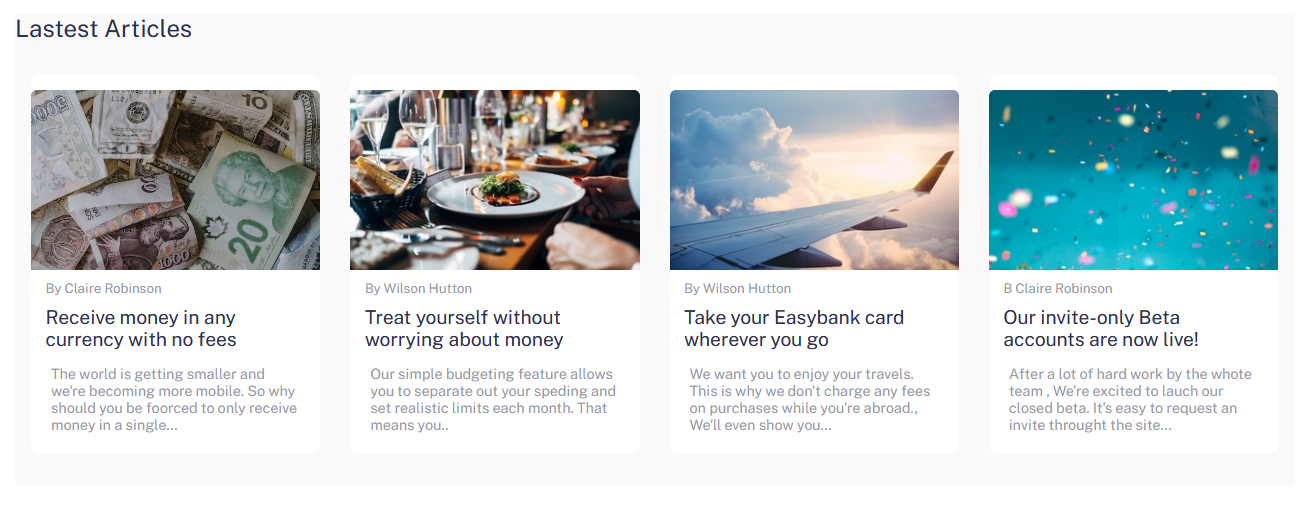 Lastest Articles
By Claire Robinson
Receive money in any
currency with no fees
The world is getting smaller and
we're becoming more mobile. So why
should you be foorced to only receive
money in a single...
By Wilson Hutton
Treat yourself without
worrying about money
Our simple budgeting feature allows
you to separate out your speding and
set realistic limits each month. That
means you..
By Wilson Hutton
Take your Easybank card
wherever you go
We want you to enjoy your travels.
This is why we don't charge any fees
on purchases while you're abroad.,
We'll even show you...
B Claire Robinson
Our invite-only Beta
accounts are now live!
After a lot of hard work by the whole
team , We're excited to lauch our
closed beta. It's easy to request an
invite throught the site...
10
20
1000